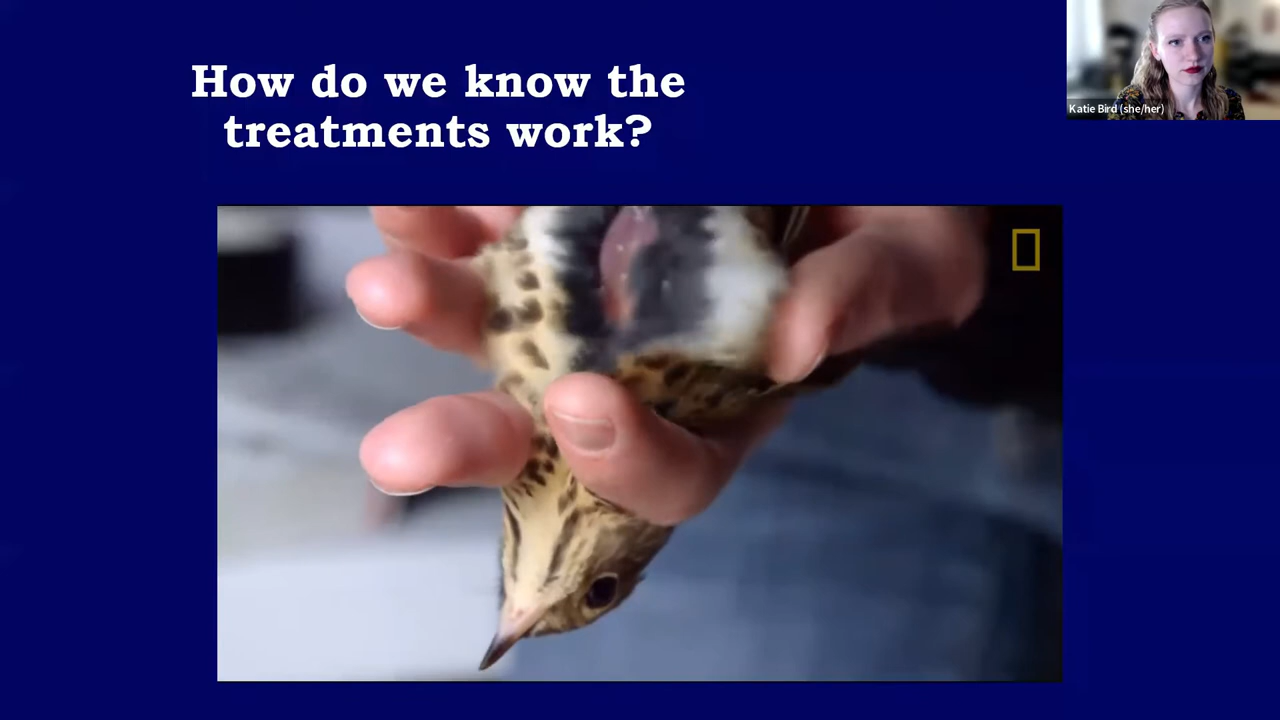 How do we know the
treatments work?
Katie Bird (she/her)